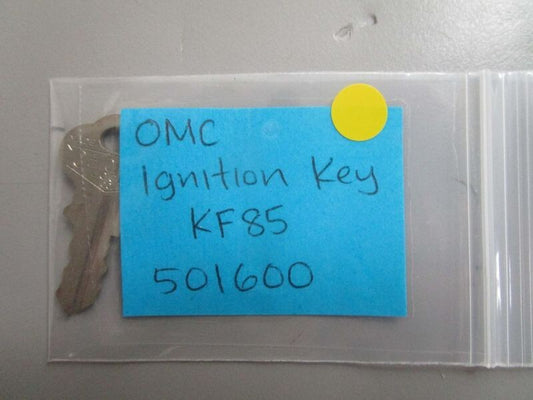 OMC
Ignition Key
KF85
501600